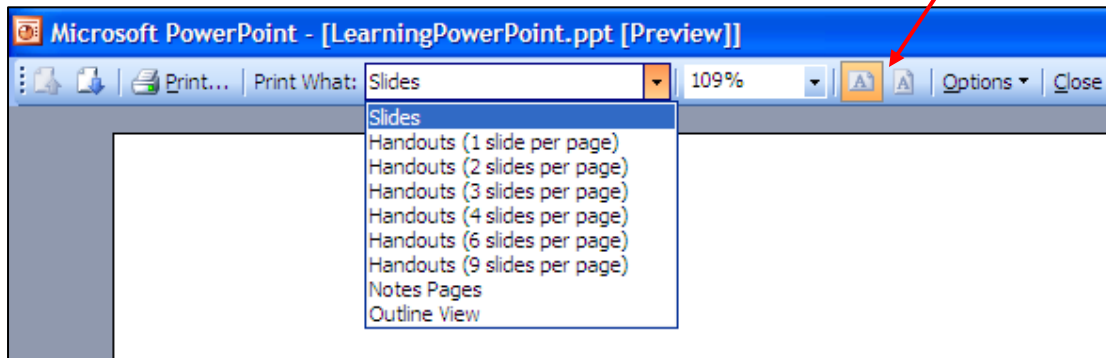 Microsoft PowerPoint - [LearningPowerPoint.ppt [Preview]]
Print... Print What: Slides 109% A A Options Close
Slides
Handouts (1 slide per page)
Handouts (2 slides per page)
Handouts (3 slides per page)
Handouts (4 slides per page)
Handouts (6 slides per page)
Handouts (9 slides per page)
Notes Pages
Outline View